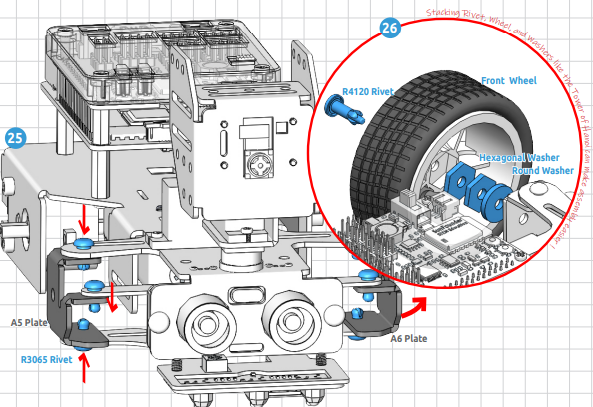 Stacking Rivet, Wheel, and Washers like the Tower of Hanoi can make assembly easier!
26
R4120 Rivet
Front Wheel
25
Hexagonal Washer
Round Washer
A5 Plate
A6 Plate
R3065 Rivet